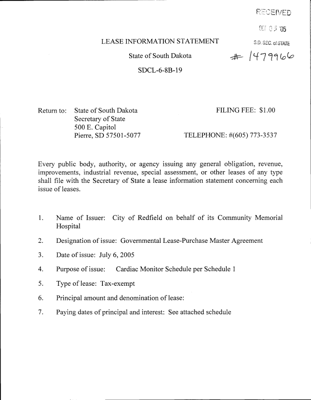 RECEIVED
DEC 0 5 '05
S.D. SEC. of STATE
LEASE INFORMATION STATEMENT
State of South Dakota
# 1479966
SDCL-6-8B-19
Return to: State of South Dakota FILING FEE: $1.00
Secretary of State
500 E. Capitol
Pierre, SD 57501-5077 TELEPHONE: #(605) 773-3537
Every public body, authority, or agency issuing any general obligation, revenue,
improvements, industrial revenue, special assessment, or other leases of any type
shall file with the Secretary of State a lease information statement concerning each
issue of leases.
1. Name of Issuer: City of Redfield on behalf of its Community Memorial
Hospital
2. Designation of issue: Governmental Lease-Purchase Master Agreement
3. Date of issue: July 6, 2005
4. Purpose of issue: Cardiac Monitor Schedule per Schedule 1
5. Type of lease: Tax-exempt
6. Principal amount and denomination of lease:
7. Paying dates of principal and interest: See attached schedule